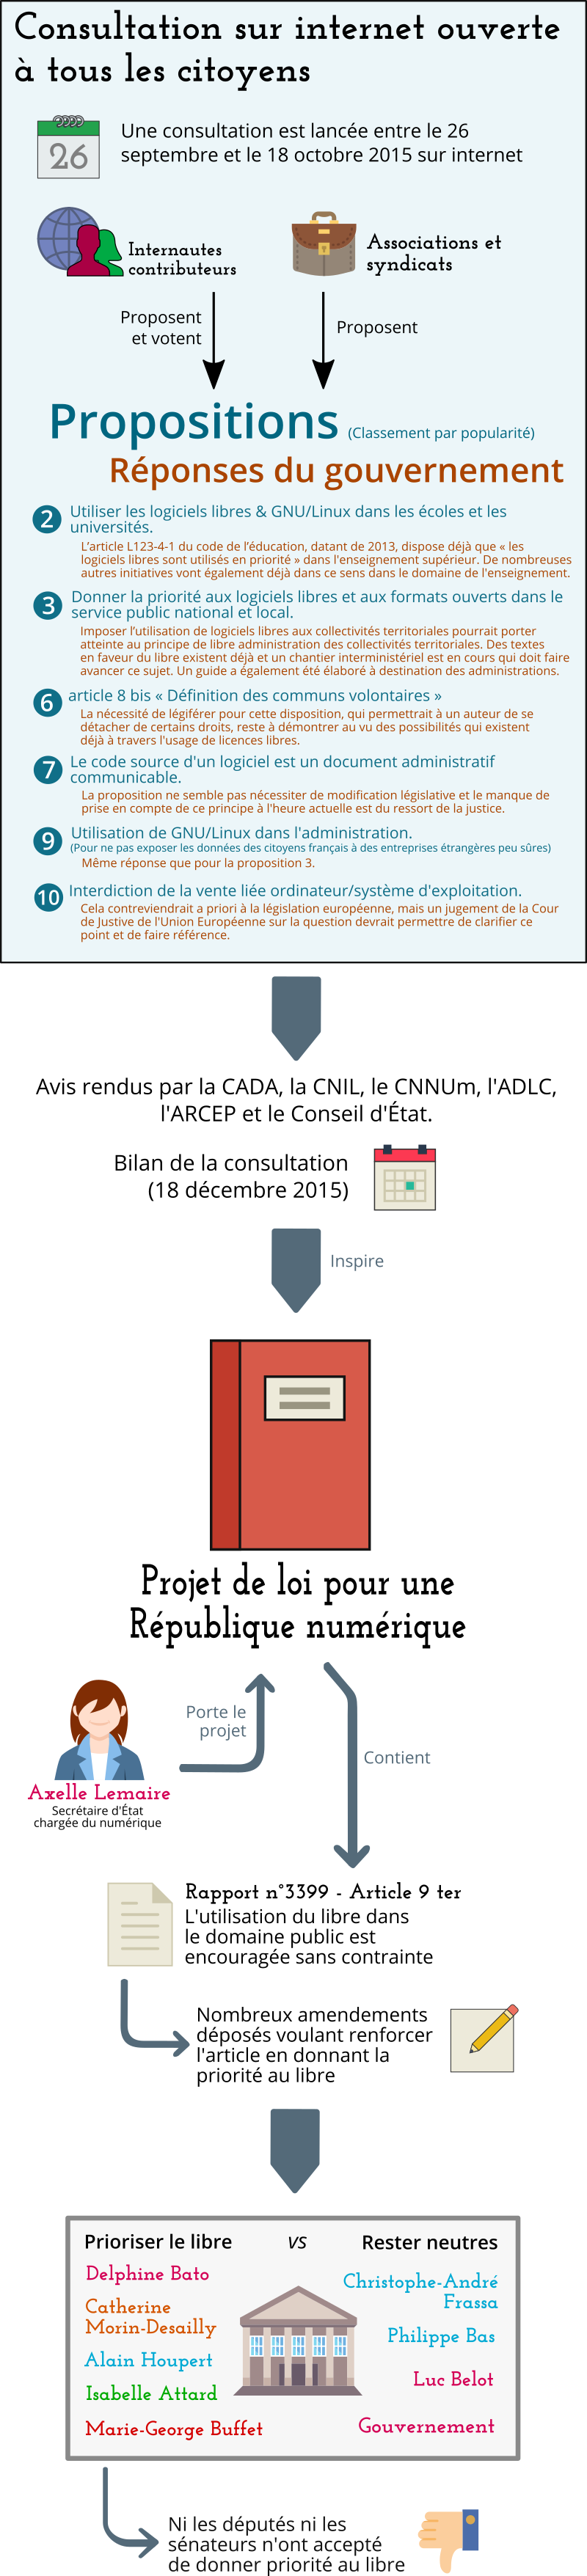 Consultation sur internet ouverte
à tous les citoyens
26
Une consultation est lancée entre le 26
septembre et le 18 octobre 2015 sur internet
Internautes
contributeurs
Associations et
syndicats
Proposent
et votent
Proposent
Propositions (Classement par popularité)
Réponses du gouvernement
2 Utiliser les logiciels libres & GNU/Linux dans les écoles et les
universités.
L'article L123-4-1 du code de l'éducation, datant de 2013, dispose déjà que « les
logiciels libres sont utilisés en priorité » dans l'enseignement supérieur. De nombreuses
autres initiatives vont également déjà dans ce sens dans le domaine de l'enseignement.
3 Donner la priorité aux logiciels libres et aux formats ouverts dans le
service public national et local.
Imposer l'utilisation de logiciels libres aux collectivités territoriales pourrait porter
atteinte au principe de libre administration des collectivités territoriales. Des textes
en faveur du libre existent déjà et un chantier interministériel est en cours qui doit faire
avancer ce sujet. Un guide a également été élaboré à destination des administrations.
6 article 8 bis « Définition des communs volontaires »
La nécessité de légiférer pour cette disposition, qui permettrait à un auteur de se
détacher de certains droits, reste à démontrer au vu des possibilités qui existent
déjà à travers l'usage de licences libres.
7 Le code source d'un logiciel est un document administratif
communicable.
La proposition ne semble pas nécessiter de modification législative et le manque de
prise en compte de ce principe à l'heure actuelle est du ressort de la justice.
9 Utilisation de GNU/Linux dans l'administration.
(Pour ne pas exposer les données des citoyens français à des entreprises étrangères peu sûres)
Même réponse que pour la proposition 3.
10 Interdiction de la vente liée ordinateur/système d'exploitation.
Cela contreviendrait a priori à la législation européenne, mais un jugement de la Cour
de Justive de l'Union Européenne sur la question devrait permettre de clarifier ce
point et de faire référence.
Avis rendus par la CADA, la CNIL, le CNNUm, l'ADLC,
l'ARCEP et le Conseil d'État.
Bilan de la consultation
(18 décembre 2015)
Inspire
Projet de loi pour une
République numérique
Porte le
projet
Contient
Axelle Lemaire
Secrétaire d'État
chargée du numérique
Rapport n°3399 - Article 9 ter
L'utilisation du libre dans
le domaine public est
encouragée sans contrainte
Nombreux amendements
déposés voulant renforcer
l'article en donnant la
priorité au libre
Prioriser le libre vs Rester neutres
Delphine Bato
Catherine
Morin-Desailly
Alain Houpert
Isabelle Attard
Marie-George Buffet
Christophe-André
Frassa
Philippe Bas
Luc Belot
Gouvernement
Ni les députés ni les
sénateurs n'ont accepté
de donner priorité au libre